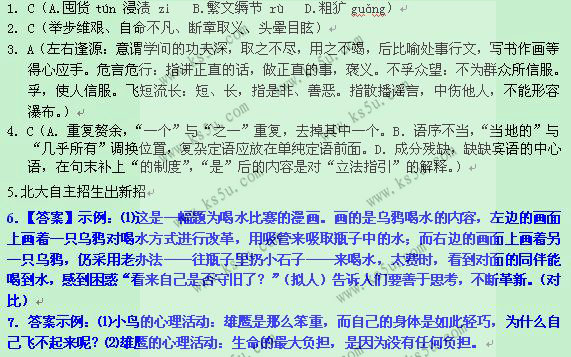 1. C（A.囤货 tún 浸渍 zì B.繁文缛节 rù D.粗犷 guǎng）
2. C（举步维艰、自命不凡、断章取义、头晕目眩）
3. A（左右逢源：意谓学问的功夫深，取之不尽，用之不竭，后比喻处事行文，写书作画等
得心应手。危言危行：指讲正直的话，做正直的事，褒义。不孚众望：不为群众所信服。
孚，使人信服。飞短流长：短、长，指是非、善恶。指散播谣言，中伤他人，不能形容
瀑布。）
4. C（A．重复赘余，“一个”与“之一”重复，去掉其中一个。B．语序不当，“当地的”与
“几乎所有”调换位置，复杂定语应放在单纯定语前面。D．成分残缺，缺缺宾语的中心
语，在句末补上“的制度”，“是”后的内容是对“立法指引”的解释。）
5.北大自主招生出新招
6.【答案】示例：⑴这是一幅题为喝水比赛的漫画。画的是乌鸦喝水的内容，左边的画面
上画着一只乌鸦对喝水方式进行改革，用吸管来吸取瓶子中的水，而右边的画面上画着另
一只乌鸦，仍采用老办法——往瓶子里扔小石子——来喝水，太费时，看到对面的同伴能
喝到水，感到困惑“看来自己是否守旧了？”（拟人）告诉人们要善于思考，不断革新。（对
比）
7．答案示例：⑴小鸟的心理活动：雄鹰是那么笨重，而自己的身体是如此轻巧，为什么自
己飞不起来呢？⑵雄鹰的心理活动：生命的最大负担，是因为没有任何负担。
www.ks5u.com